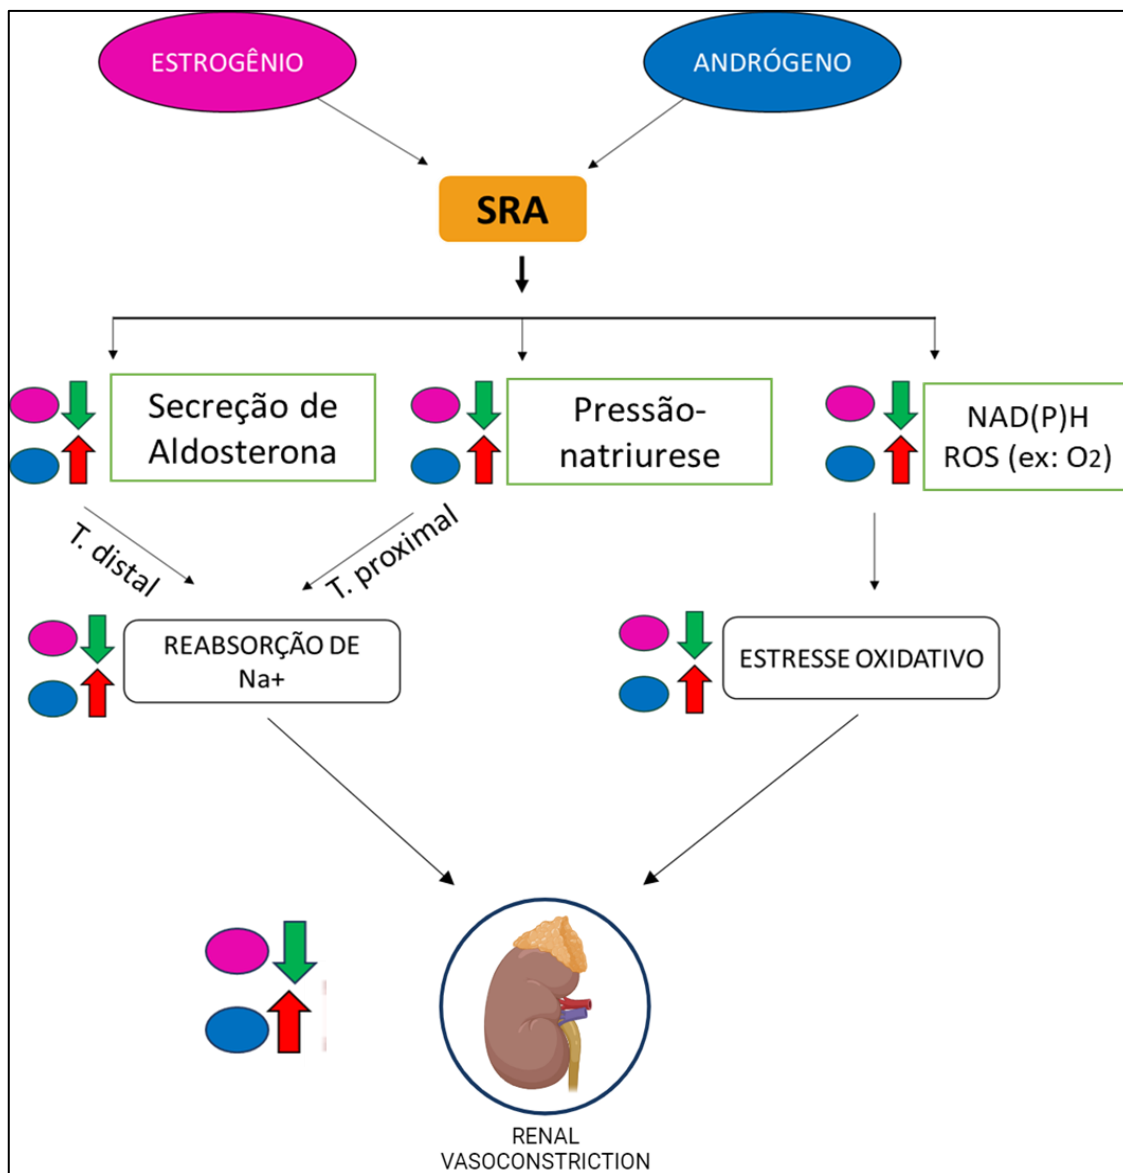 ESTROGÊNIO
ANDRÓGENO
SRA
Secreção de
Aldosterona
Pressão-
natriurese
NAD(P)H
ROS (ex: O2)
T. distal
T. proximal
REABSORÇÃO DE
Na+
ESTRESSE OXIDATIVO
RENAL
VASOCONSTRICTION